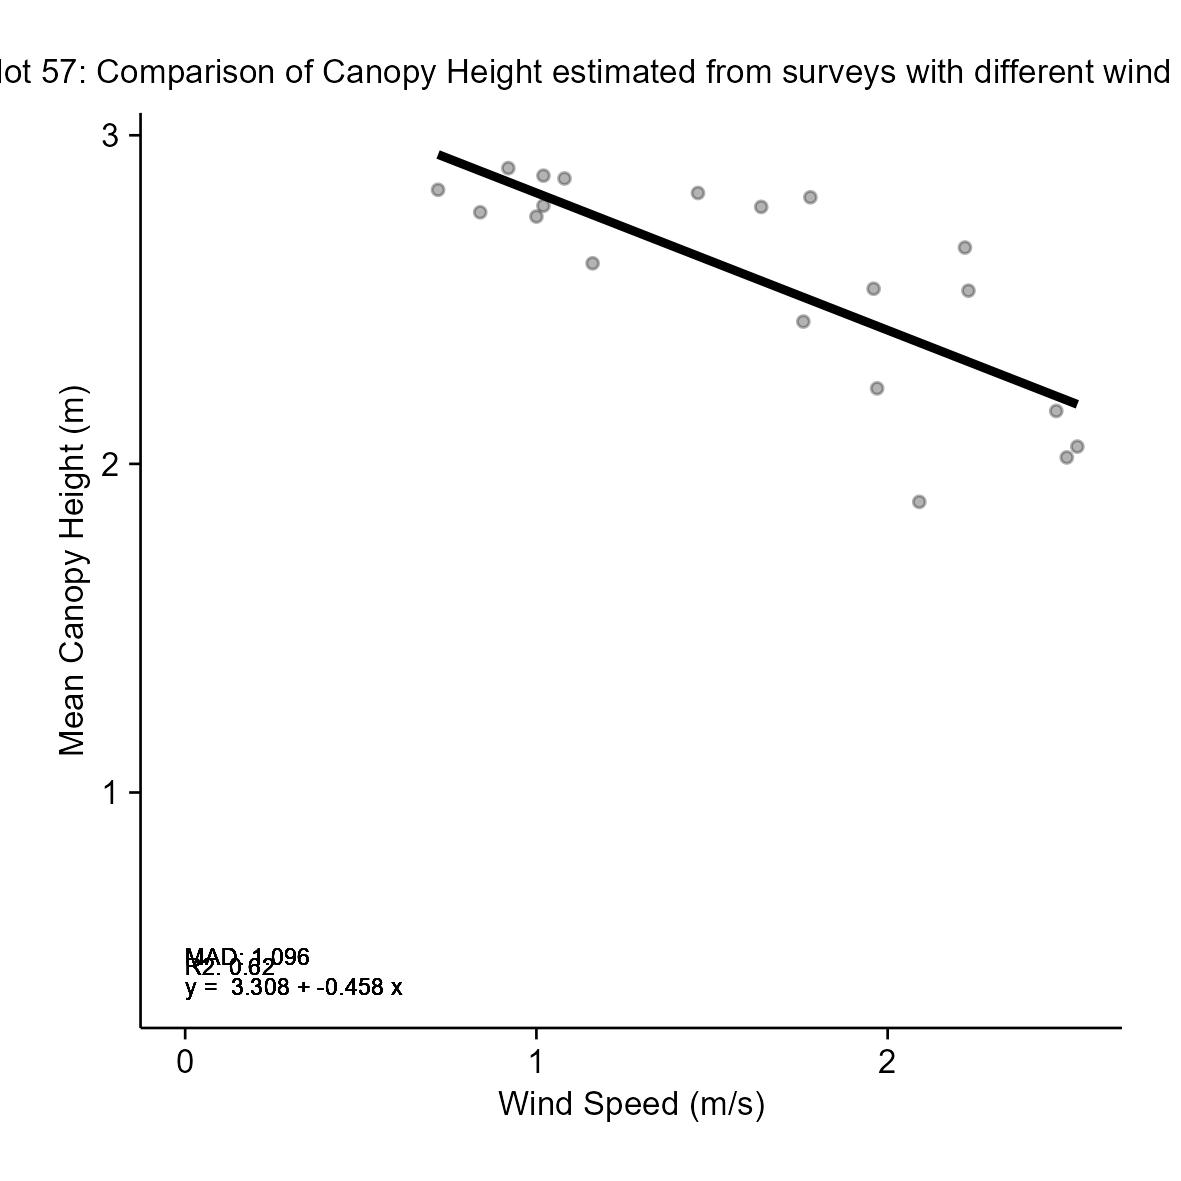 lot 57: Comparison of Canopy Height estimated from surveys with different wind
3
2
1
Mean Canopy Height (m)
MAD: 1.096
R2: 0.62
y = 3.308 + -0.458 x
0 1 2
Wind Speed (m/s)